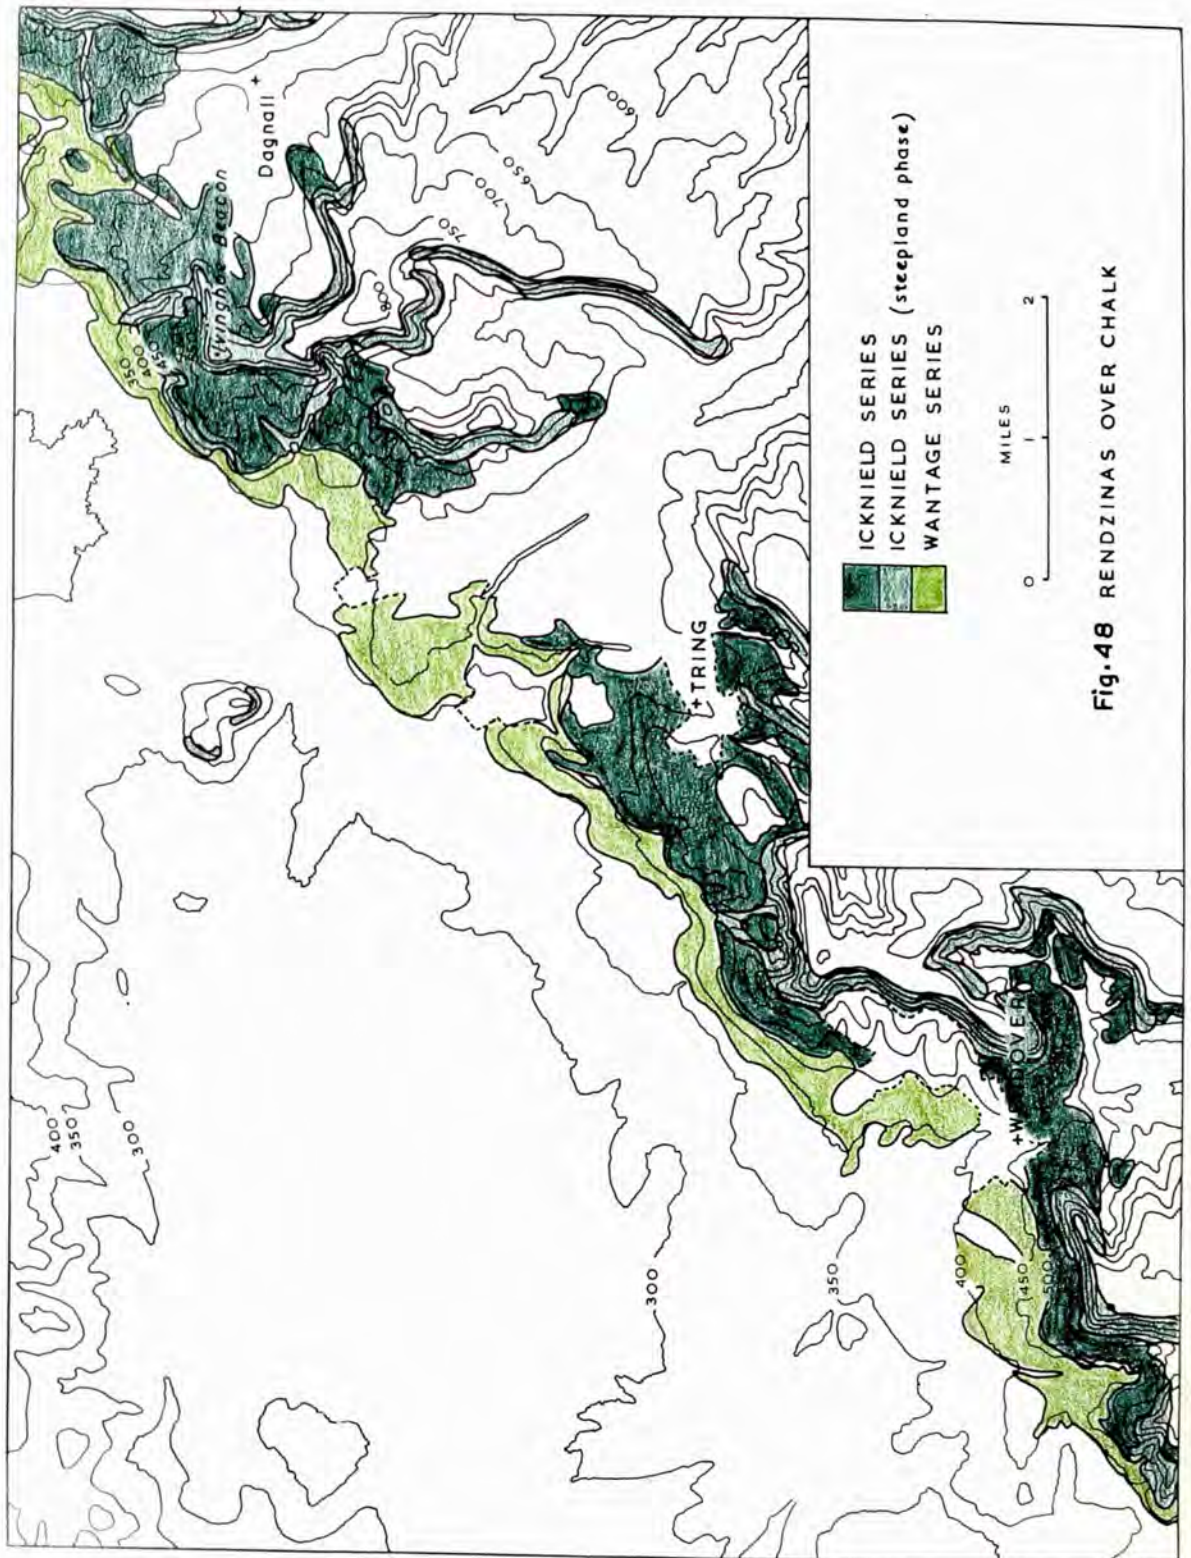 400
350
300
350
400
450
Ivinghoe Beacon
+
Dagnall
800
750
700
650
600
300
+TRING
350
400
+WENDOVER
450
500
ICKNIELD SERIES
ICKNIELD SERIES (steepland phase)
WANTAGE SERIES
MILES
0 1 2
Fig.48 RENDZINAS OVER CHALK